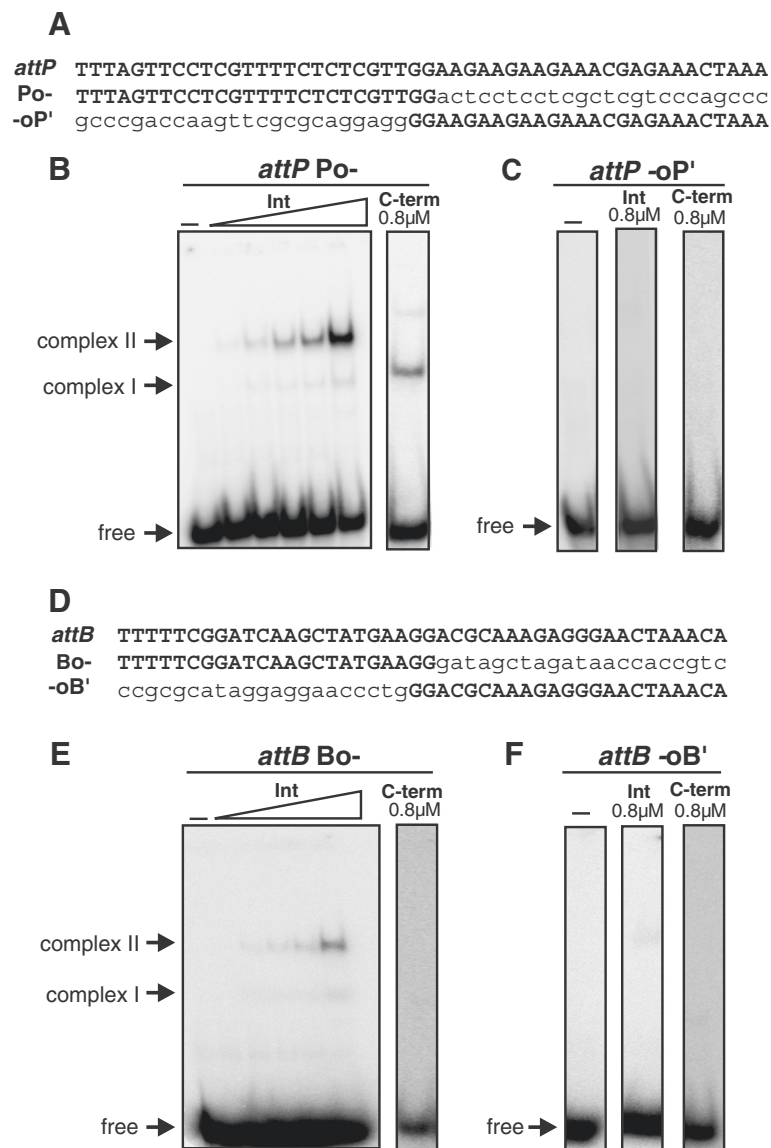 A
attP TTTAGTTCCTCGTTTTCTCTCGTTGGAAGAAGAAGAAACGAGAAACTAAA
Po- TTTAGTTCCTCGTTTTCTCTCGTTGGactcctcctcgctcgtcccagccc
-oP' gcccgaccaagttcgcgcaggaggGGAAGAAGAAGAAACGAGAAACTAAA
B
attP Po-
Int
C-term
0.8µM
–
complex II
complex I
free
C
attP -oP'
Int
0.8µM
C-term
0.8µM
–
free
D
attB TTTTTCGGATCAAGCTATGAAGGACGCAAAGAGGGAACTAAACA
Bo- TTTTTCGGATCAAGCTATGAAGGgatagctagataaccaccgtc
-oB' ccgcgcataggaggaaccctgGGACGCAAAGAGGGAACTAAACA
E
attB Bo-
Int
C-term
0.8µM
–
complex II
complex I
free
F
attB -oB'
Int
0.8µM
C-term
0.8µM
–
free